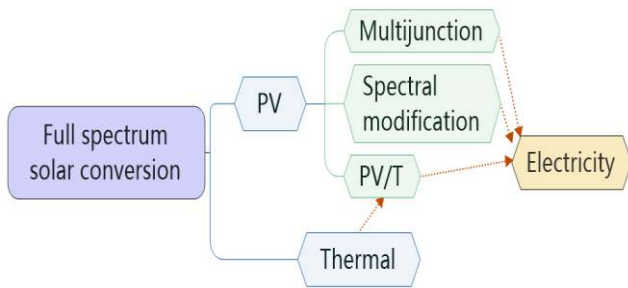 Multijunction
PV
Spectral
modification
Full spectrum
solar conversion
Electricity
PV/T
Thermal